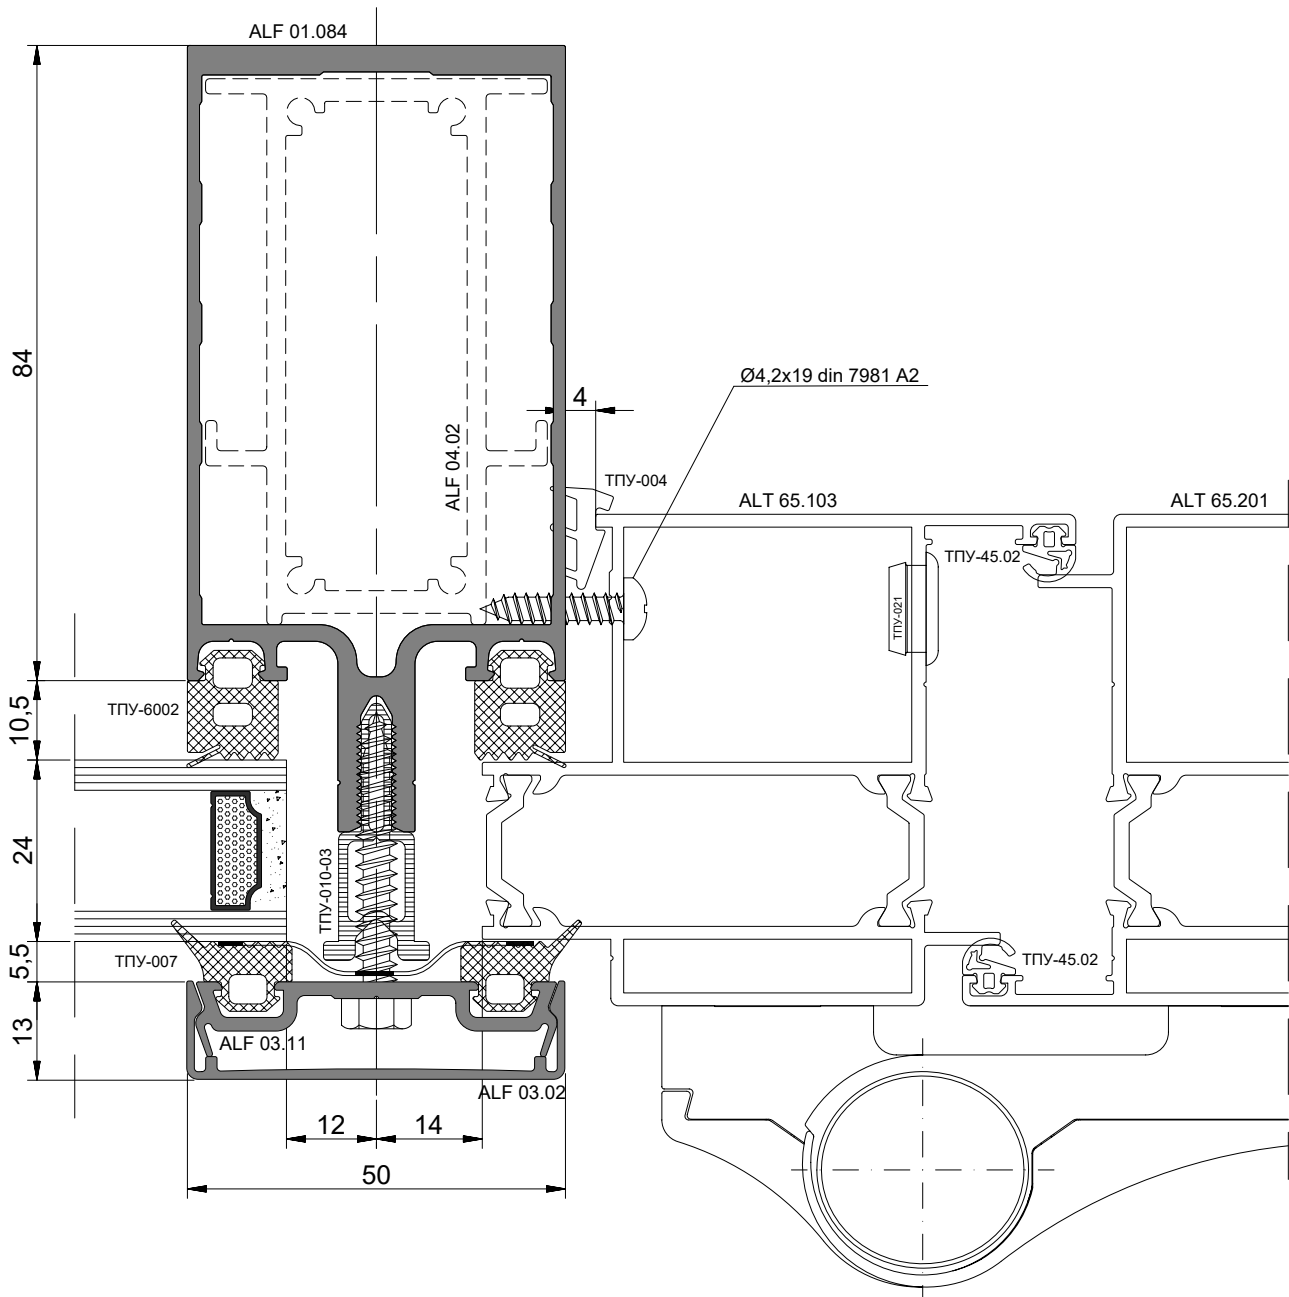 ALF 01.084
84
Ø4,2x19 din 7981 A2
4
ALF 04.02
ТПУ-004
ALT 65.103
ALT 65.201
ТПУ-45.02
ТПУ-021
10,5
ТПУ-6002
24
ТПУ-010-03
5,5
ТПУ-007
ТПУ-45.02
13
ALF 03.11
ALF 03.02
12
14
50